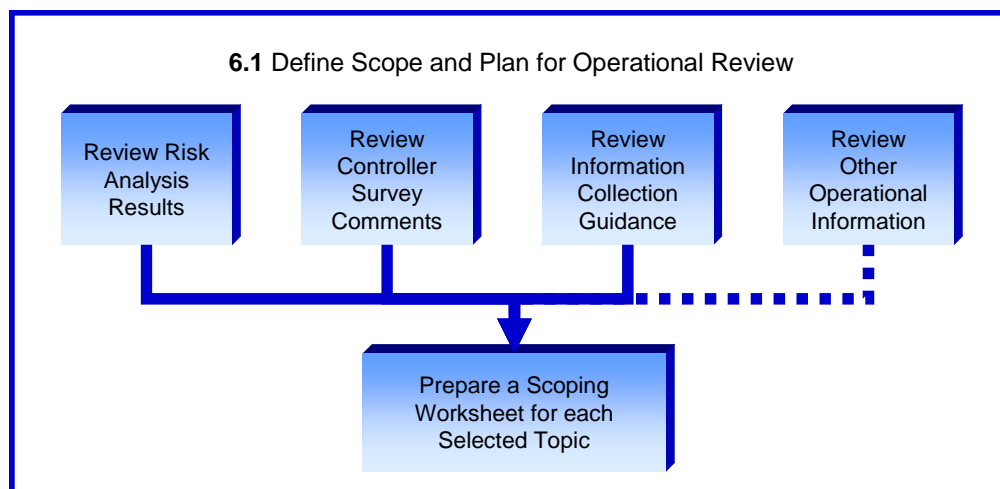 6.1 Define Scope and Plan for Operational Review
Review Risk
Analysis
Results
Review
Controller
Survey
Comments
Review
Information
Collection
Guidance
Review
Other
Operational
Information
Prepare a Scoping
Worksheet for each
Selected Topic